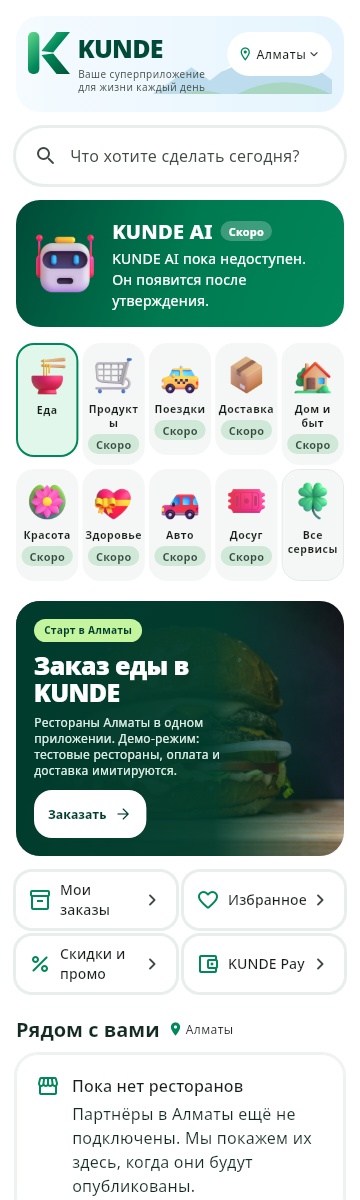 KUNDE
Ваше суперприложение
для жизни каждый день
Алматы
Что хотите сделать сегодня?
KUNDE AI Скоро
KUNDE AI пока недоступен.
Он появится после
утверждения.
Еда
Продукт
ы
Скоро
Поездки
Скоро
Доставка
Скоро
Дом и
быт
Скоро
Красота
Скоро
Здоровье
Скоро
Авто
Скоро
Досуг
Скоро
Все
сервисы
Старт в Алматы
Заказ еды в
KUNDE
Рестораны Алматы в одном
приложении. Демо-режим:
тестовые рестораны, оплата и
доставка имитируются.
Заказать
Мои
заказы
Избранное
Скидки и
промо
KUNDE Pay
Рядом с вами Алматы
Пока нет ресторанов
Партнёры в Алматы ещё не
подключены. Мы покажем их
здесь, когда они будут
опубликованы.